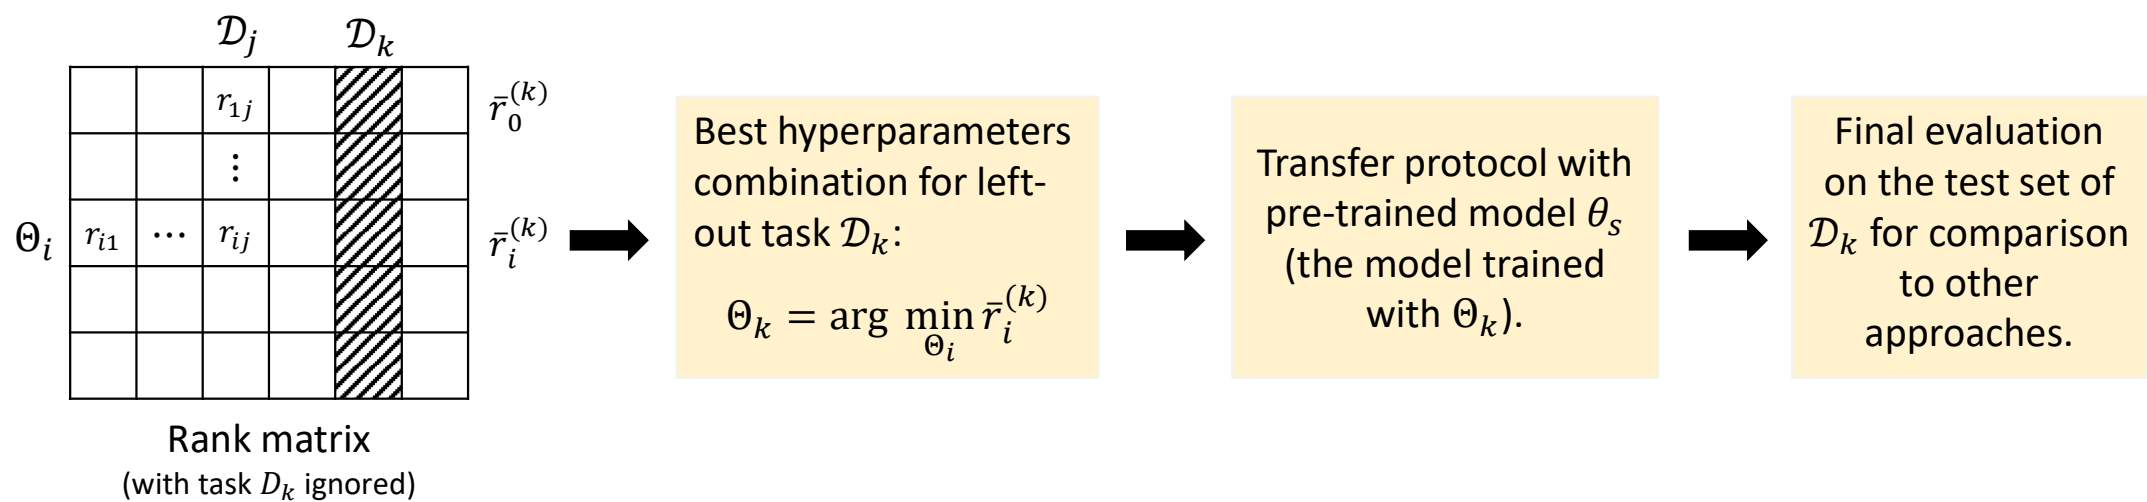 𝒟_j 𝒟_k
r_{1j} r̄_0^{(k)}
⋮
Θ_i r_{i1} ⋯ r_{ij} r̄_i^{(k)}
Rank matrix
(with task D_k ignored)
Best hyperparameters
combination for left-
out task 𝒟_k:
Θ_k = arg min_{Θ_i} r̄_i^{(k)}
Transfer protocol with
pre-trained model θ_s
(the model trained
with Θ_k).
Final evaluation
on the test set of
𝒟_k for comparison
to other
approaches.